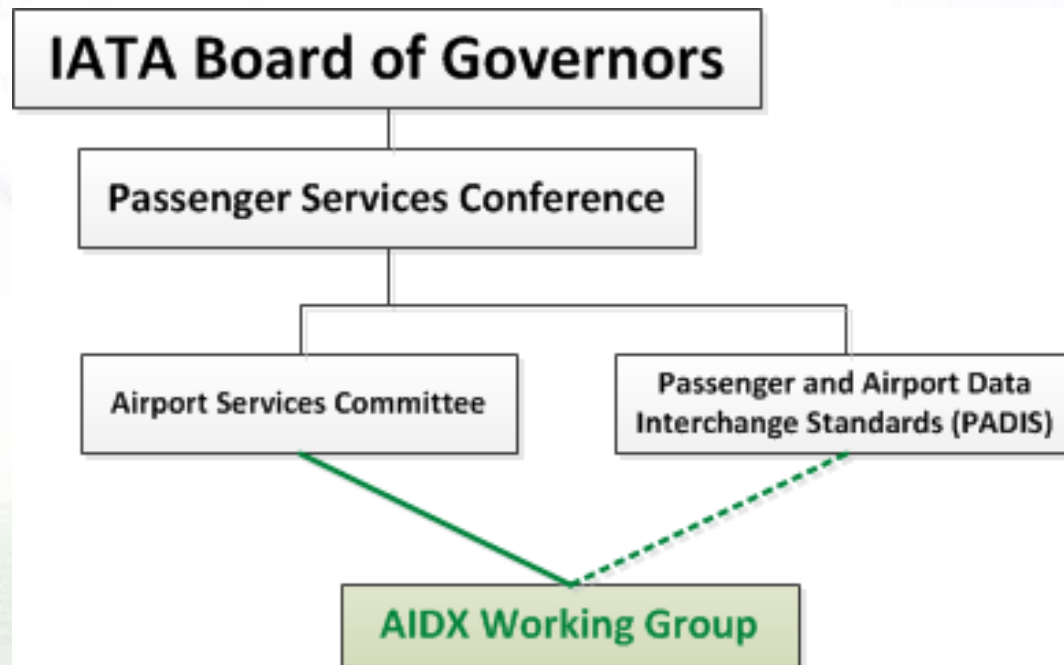 IATA Board of Governors
Passenger Services Conference
Airport Services Committee
Passenger and Airport Data
Interchange Standards (PADIS)
AIDX Working Group